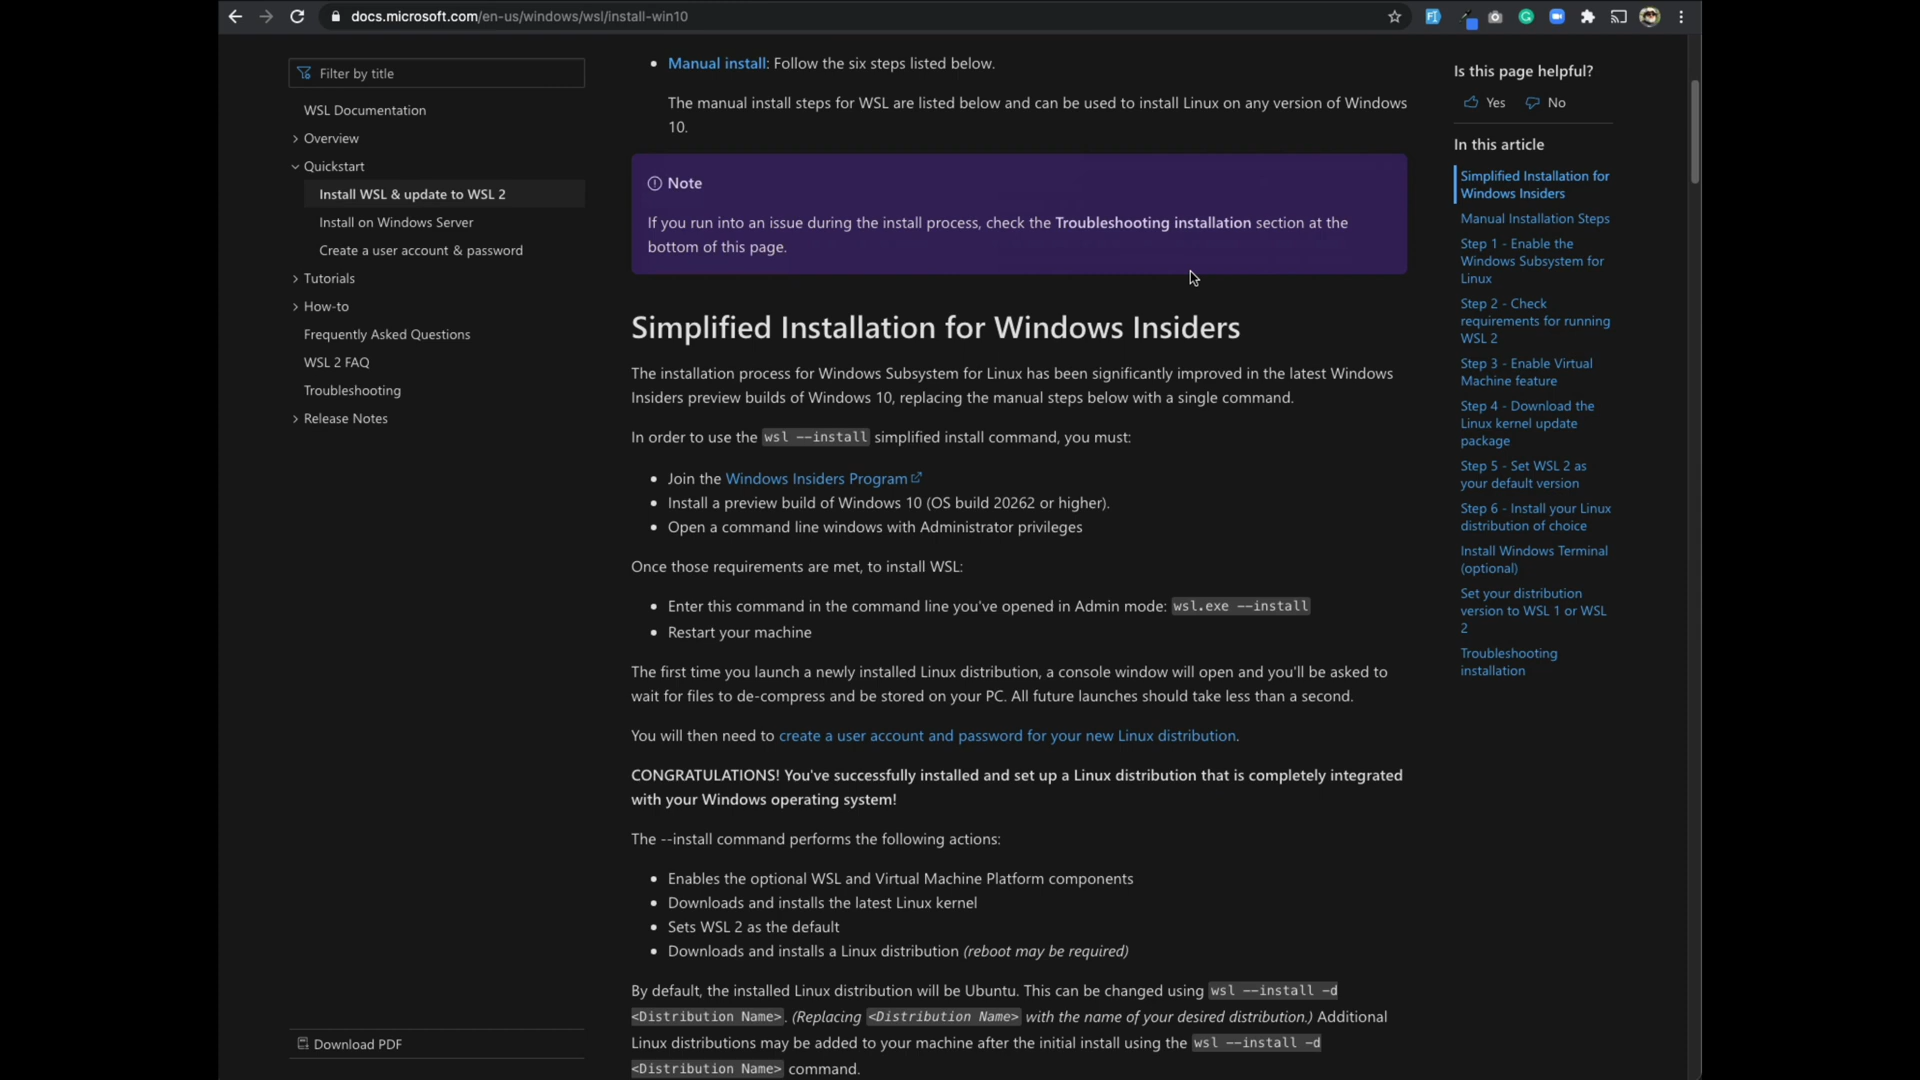 docs.microsoft.com/en-us/windows/wsl/install-win10
Filter by title
WSL Documentation
Overview
Quickstart
Install WSL & update to WSL 2
Install on Windows Server
Create a user account & password
Tutorials
How-to
Frequently Asked Questions
WSL 2 FAQ
Troubleshooting
Release Notes
Download PDF
Manual install: Follow the six steps listed below.
The manual install steps for WSL are listed below and can be used to install Linux on any version of Windows
10.
Note
If you run into an issue during the install process, check the Troubleshooting installation section at the
bottom of this page.
Simplified Installation for Windows Insiders
The installation process for Windows Subsystem for Linux has been significantly improved in the latest Windows
Insiders preview builds of Windows 10, replacing the manual steps below with a single command.
In order to use the wsl --install simplified install command, you must:
Join the Windows Insiders Program
Install a preview build of Windows 10 (OS build 20262 or higher).
Open a command line windows with Administrator privileges
Once those requirements are met, to install WSL:
Enter this command in the command line you've opened in Admin mode: wsl.exe --install
Restart your machine
The first time you launch a newly installed Linux distribution, a console window will open and you'll be asked to
wait for files to de-compress and be stored on your PC. All future launches should take less than a second.
You will then need to create a user account and password for your new Linux distribution.
CONGRATULATIONS! You've successfully installed and set up a Linux distribution that is completely integrated
with your Windows operating system!
The --install command performs the following actions:
Enables the optional WSL and Virtual Machine Platform components
Downloads and installs the latest Linux kernel
Sets WSL 2 as the default
Downloads and installs a Linux distribution (reboot may be required)
By default, the installed Linux distribution will be Ubuntu. This can be changed using wsl --install -d
<Distribution Name>. (Replacing <Distribution Name> with the name of your desired distribution.) Additional
Linux distributions may be added to your machine after the initial install using the wsl --install -d
<Distribution Name> command.
Is this page helpful?
Yes No
In this article
Simplified Installation for
Windows Insiders
Manual Installation Steps
Step 1 - Enable the
Windows Subsystem for
Linux
Step 2 - Check
requirements for running
WSL 2
Step 3 - Enable Virtual
Machine feature
Step 4 - Download the
Linux kernel update
package
Step 5 - Set WSL 2 as
your default version
Step 6 - Install your Linux
distribution of choice
Install Windows Terminal
(optional)
Set your distribution
version to WSL 1 or WSL
2
Troubleshooting
installation